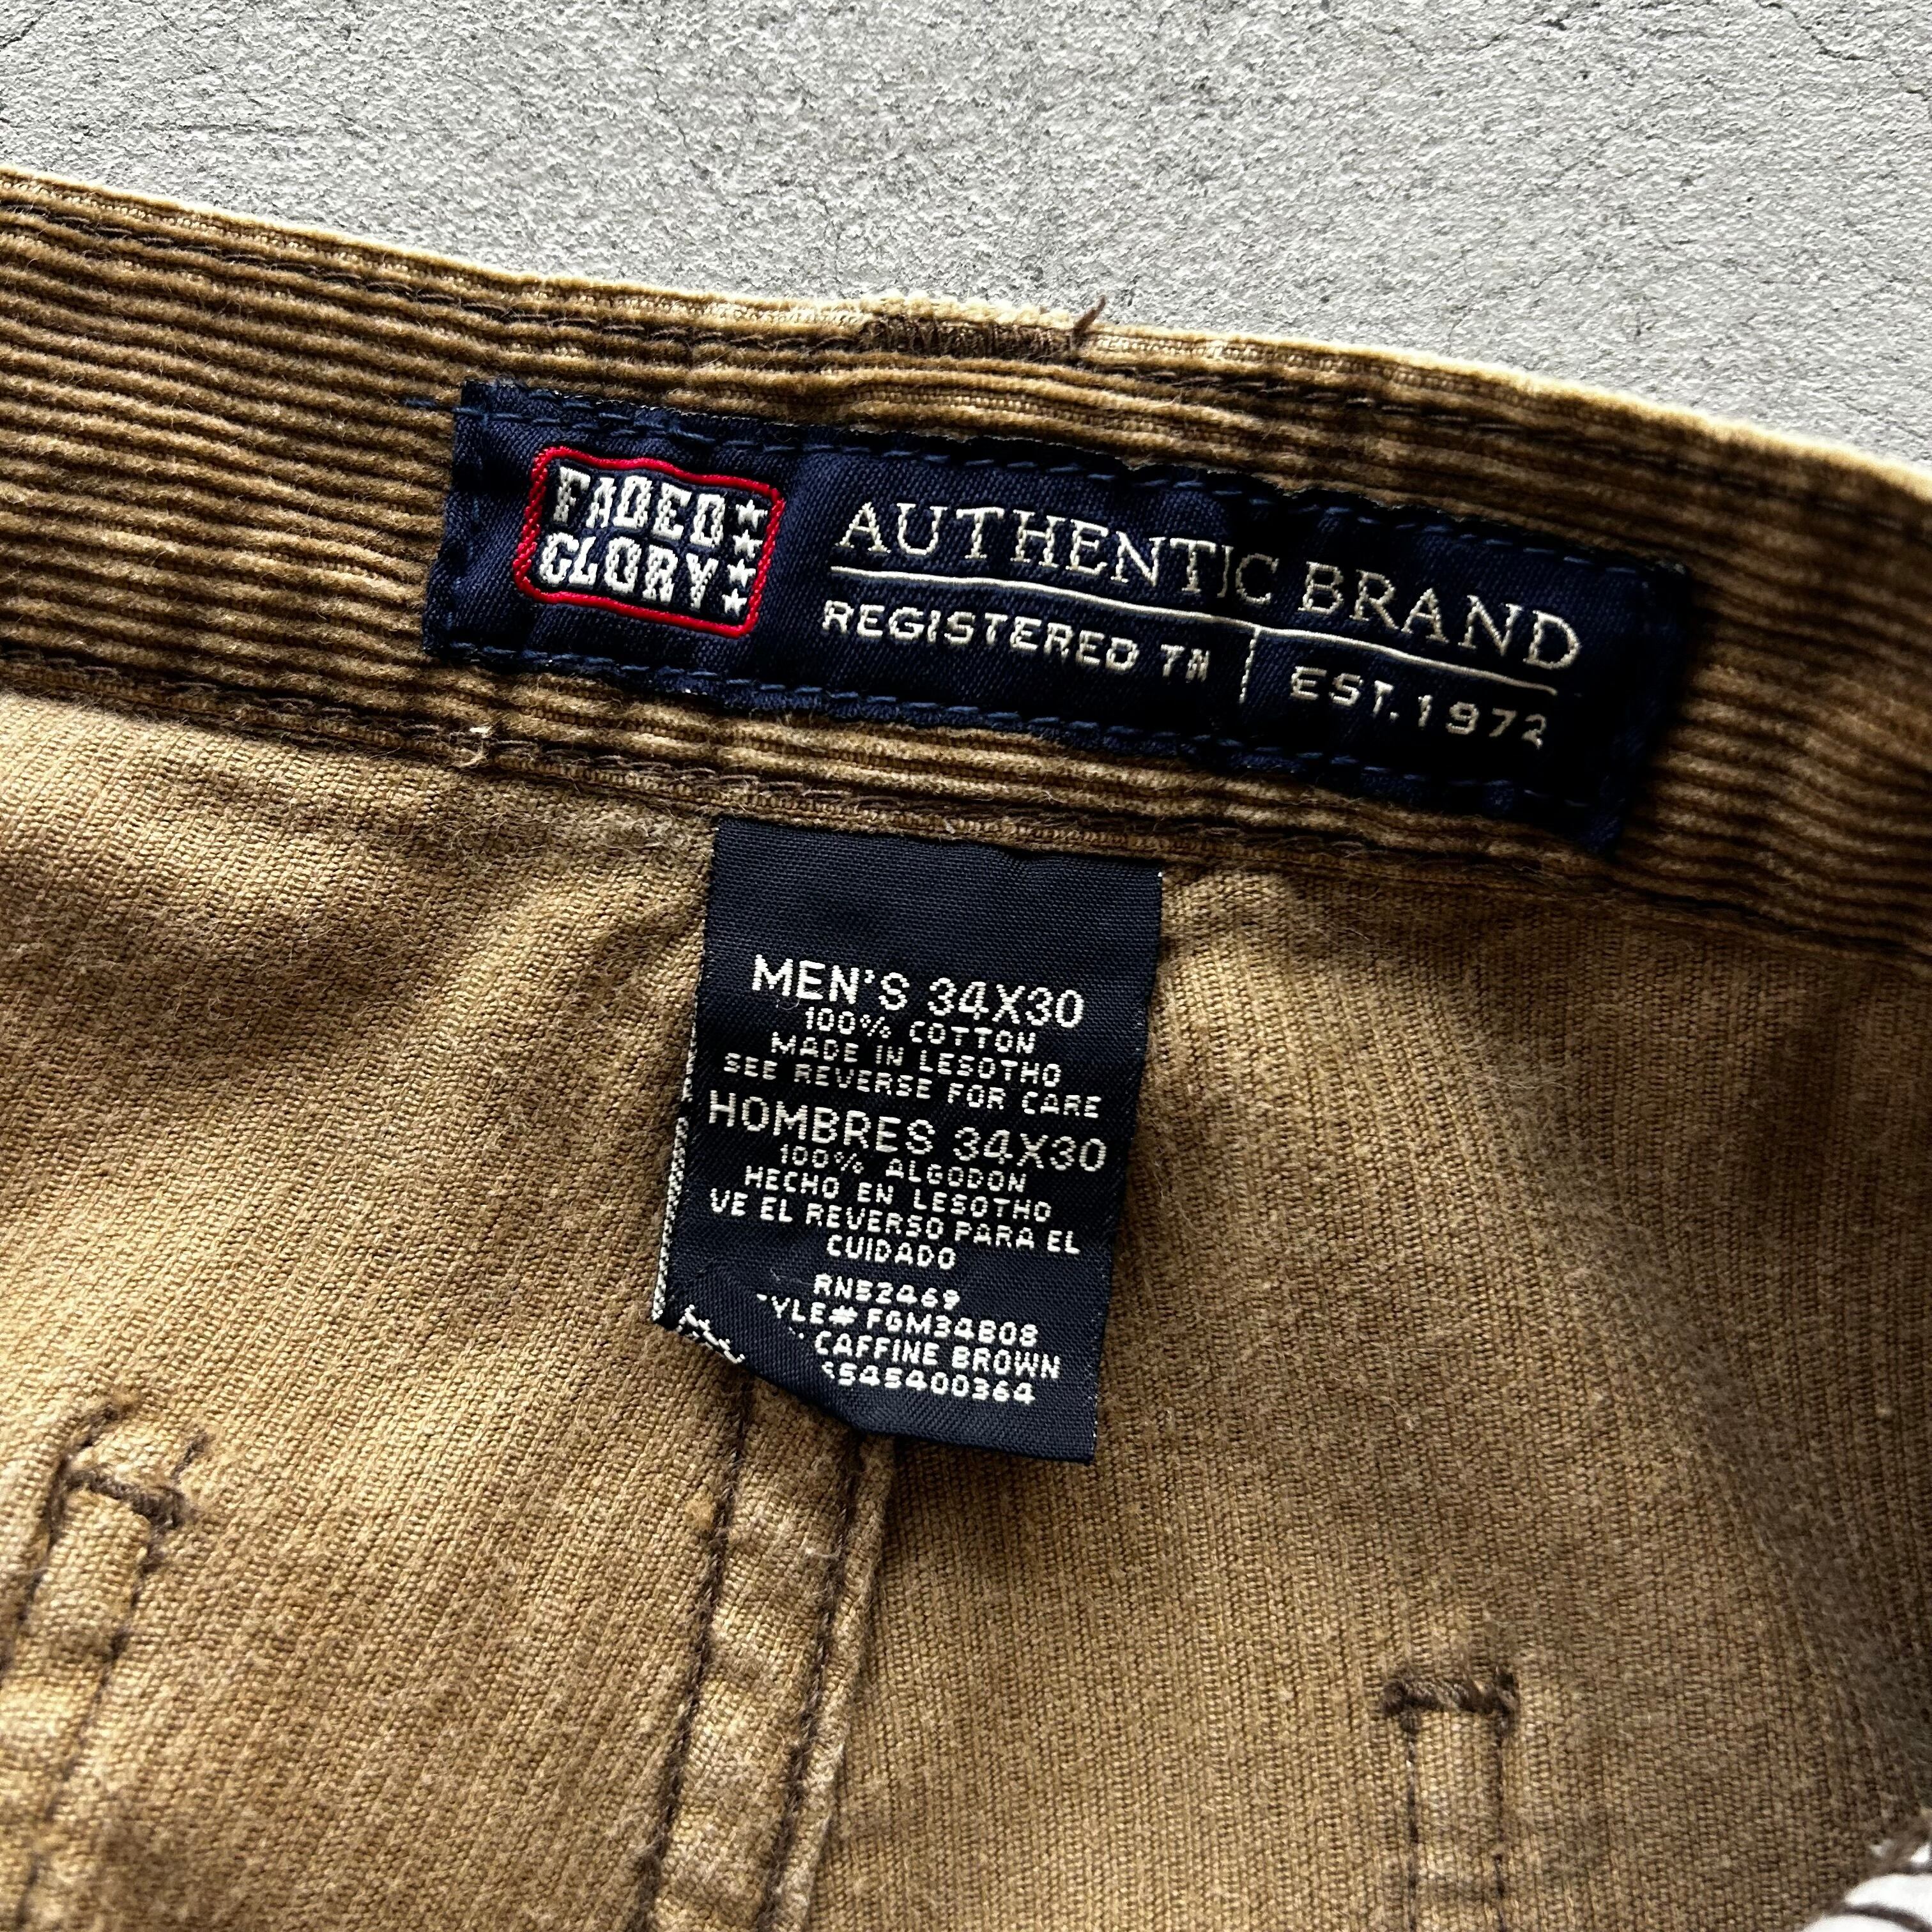 FADED
GLORY
AUTHENTIC BRAND
REGISTERED TM
EST. 1972
MEN'S 34X30
100% COTTON
MADE IN LESOTHO
SEE REVERSE FOR CARE
HOMBRES 34X30
100% ALGODON
HECHO EN LESOTHO
VE EL REVERSO PARA EL
CUIDADO
FGM34B08
CAFFINE BROWN